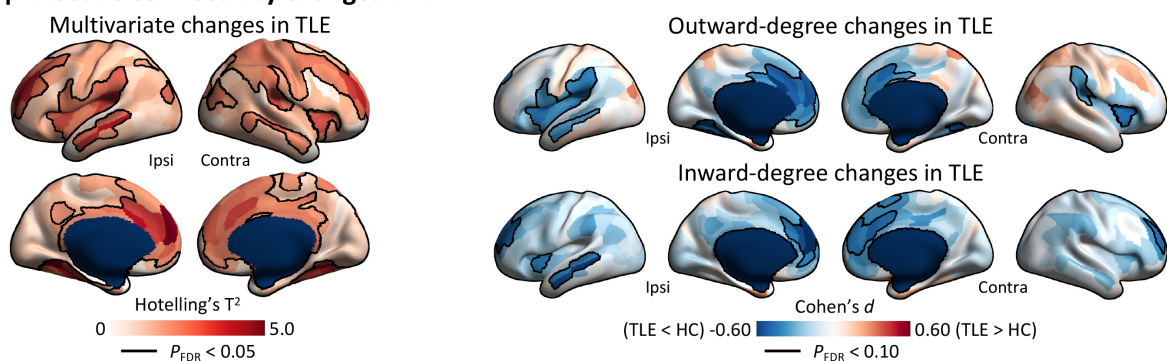 Multivariate changes in TLE
Ipsi Contra
Hotelling's T²
0 5.0
P_FDR < 0.05
Outward-degree changes in TLE
Ipsi Contra
Inward-degree changes in TLE
Ipsi Contra
Cohen's d
(TLE < HC) -0.60 0.60 (TLE > HC)
P_FDR < 0.10